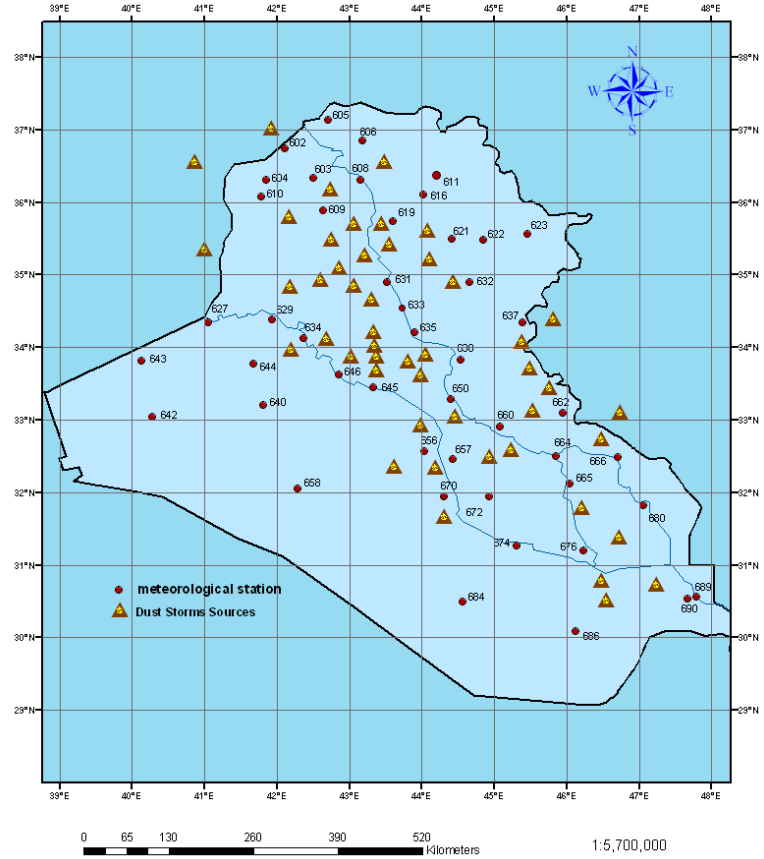 39°E 40°E 41°E 42°E 43°E 44°E 45°E 46°E 47°E 48°E
38°N 38°N
N
W E
S
37°N 37°N
605
606
602
603 608
604
611
36°N 36°N
610
616
609
619
621 622 623
35°N 35°N
631 632
633
627 629 637
634 635
34°N 34°N
643 644 630
646 645
640 650
33°N 33°N
642 662
660
656 657 664 666
658 665
32°N 32°N
670
672 680
674 676
31°N 31°N
meteorological station
684 689
690
Dust Storms Sources
686
30°N 30°N
29°N 29°N
39°E 40°E 41°E 42°E 43°E 44°E 45°E 46°E 47°E 48°E
0 65 130 260 390 520
Kilometers
1:5,700,000